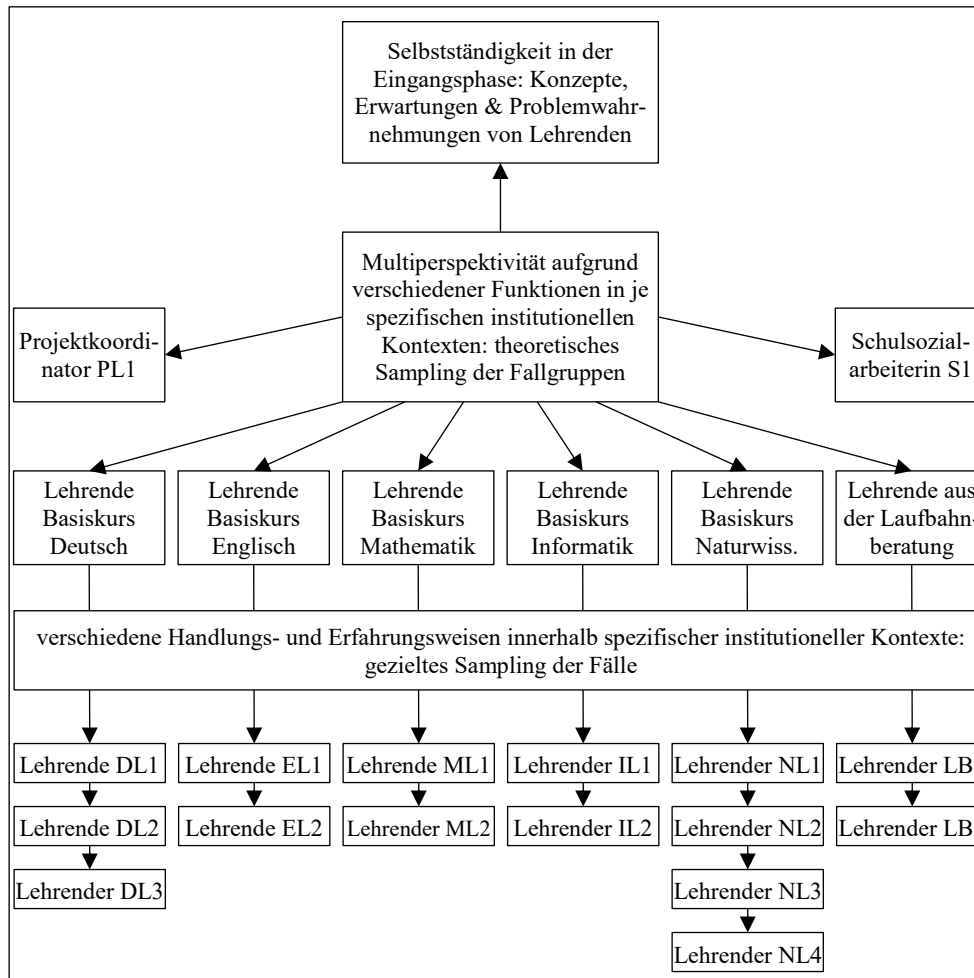 Selbstständigkeit in der
Eingangsphase: Konzepte,
Erwartungen & Problemwahr-
nehmungen von Lehrenden
Multiperspektivität aufgrund
verschiedener Funktionen in je
spezifischen institutionellen
Kontexten: theoretisches
Sampling der Fallgruppen
Projektkoordi-
nator PL1
Schulsozial-
arbeiterin S1
Lehrende
Basiskurs
Deutsch
Lehrende
Basiskurs
Englisch
Lehrende
Basiskurs
Mathematik
Lehrende
Basiskurs
Informatik
Lehrende
Basiskurs
Naturwiss.
Lehrende aus
der Laufbahn-
beratung
verschiedene Handlungs- und Erfahrungsweisen innerhalb spezifischer institutioneller Kontexte:
gezieltes Sampling der Fälle
Lehrende DL1
Lehrende EL1
Lehrende ML1
Lehrender IL1
Lehrender NL1
Lehrender LB
Lehrende DL2
Lehrende EL2
Lehrender ML2
Lehrender IL2
Lehrender NL2
Lehrender LB
Lehrender DL3
Lehrender NL3
Lehrender NL4